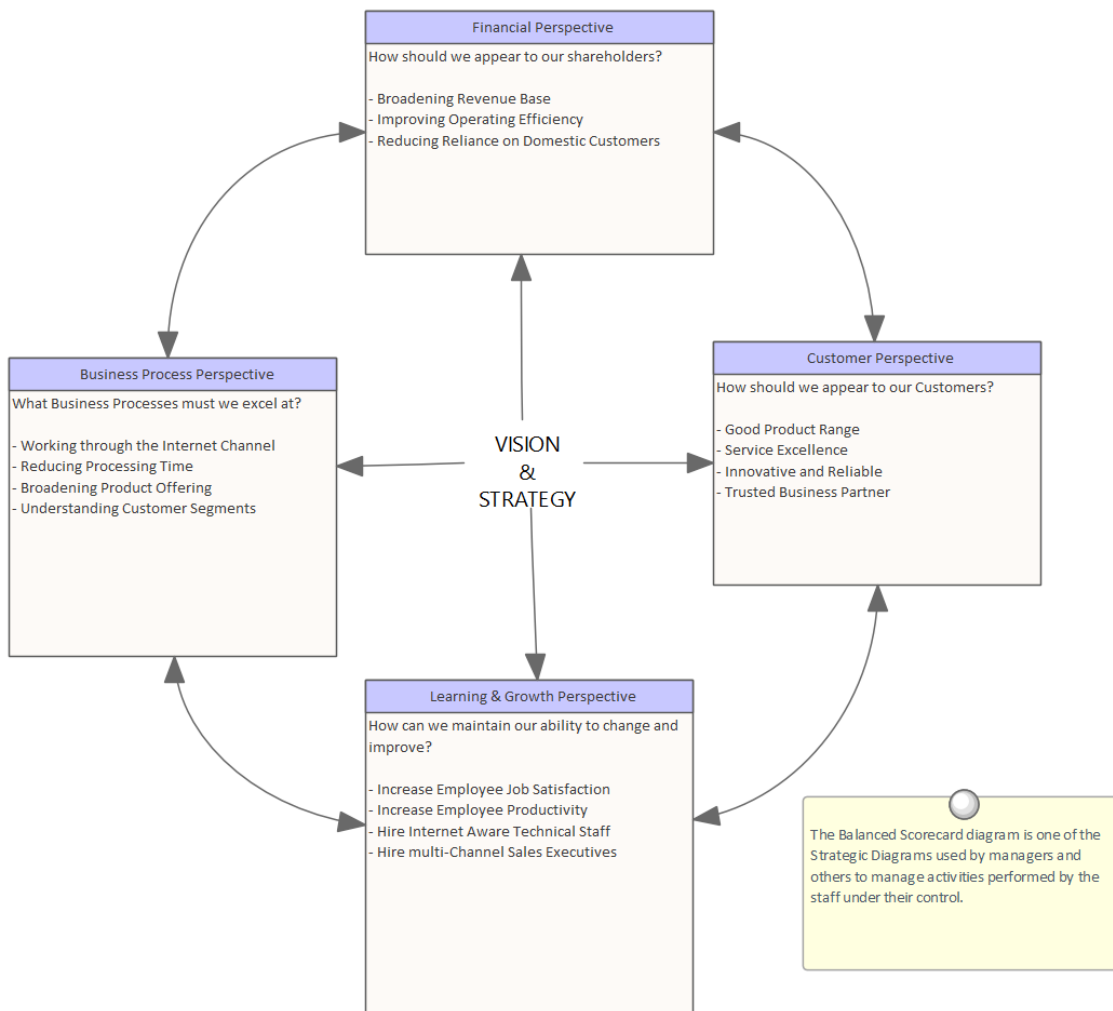 Financial Perspective
How should we appear to our shareholders?
- Broadening Revenue Base
- Improving Operating Efficiency
- Reducing Reliance on Domestic Customers
Business Process Perspective
What Business Processes must we excel at?
- Working through the Internet Channel
- Reducing Processing Time
- Broadening Product Offering
- Understanding Customer Segments
VISION
&
STRATEGY
Customer Perspective
How should we appear to our Customers?
- Good Product Range
- Service Excellence
- Innovative and Reliable
- Trusted Business Partner
Learning & Growth Perspective
How can we maintain our ability to change and
improve?
- Increase Employee Job Satisfaction
- Increase Employee Productivity
- Hire Internet Aware Technical Staff
- Hire multi-Channel Sales Executives
The Balanced Scorecard diagram is one of the
Strategic Diagrams used by managers and
others to manage activities performed by the
staff under their control.